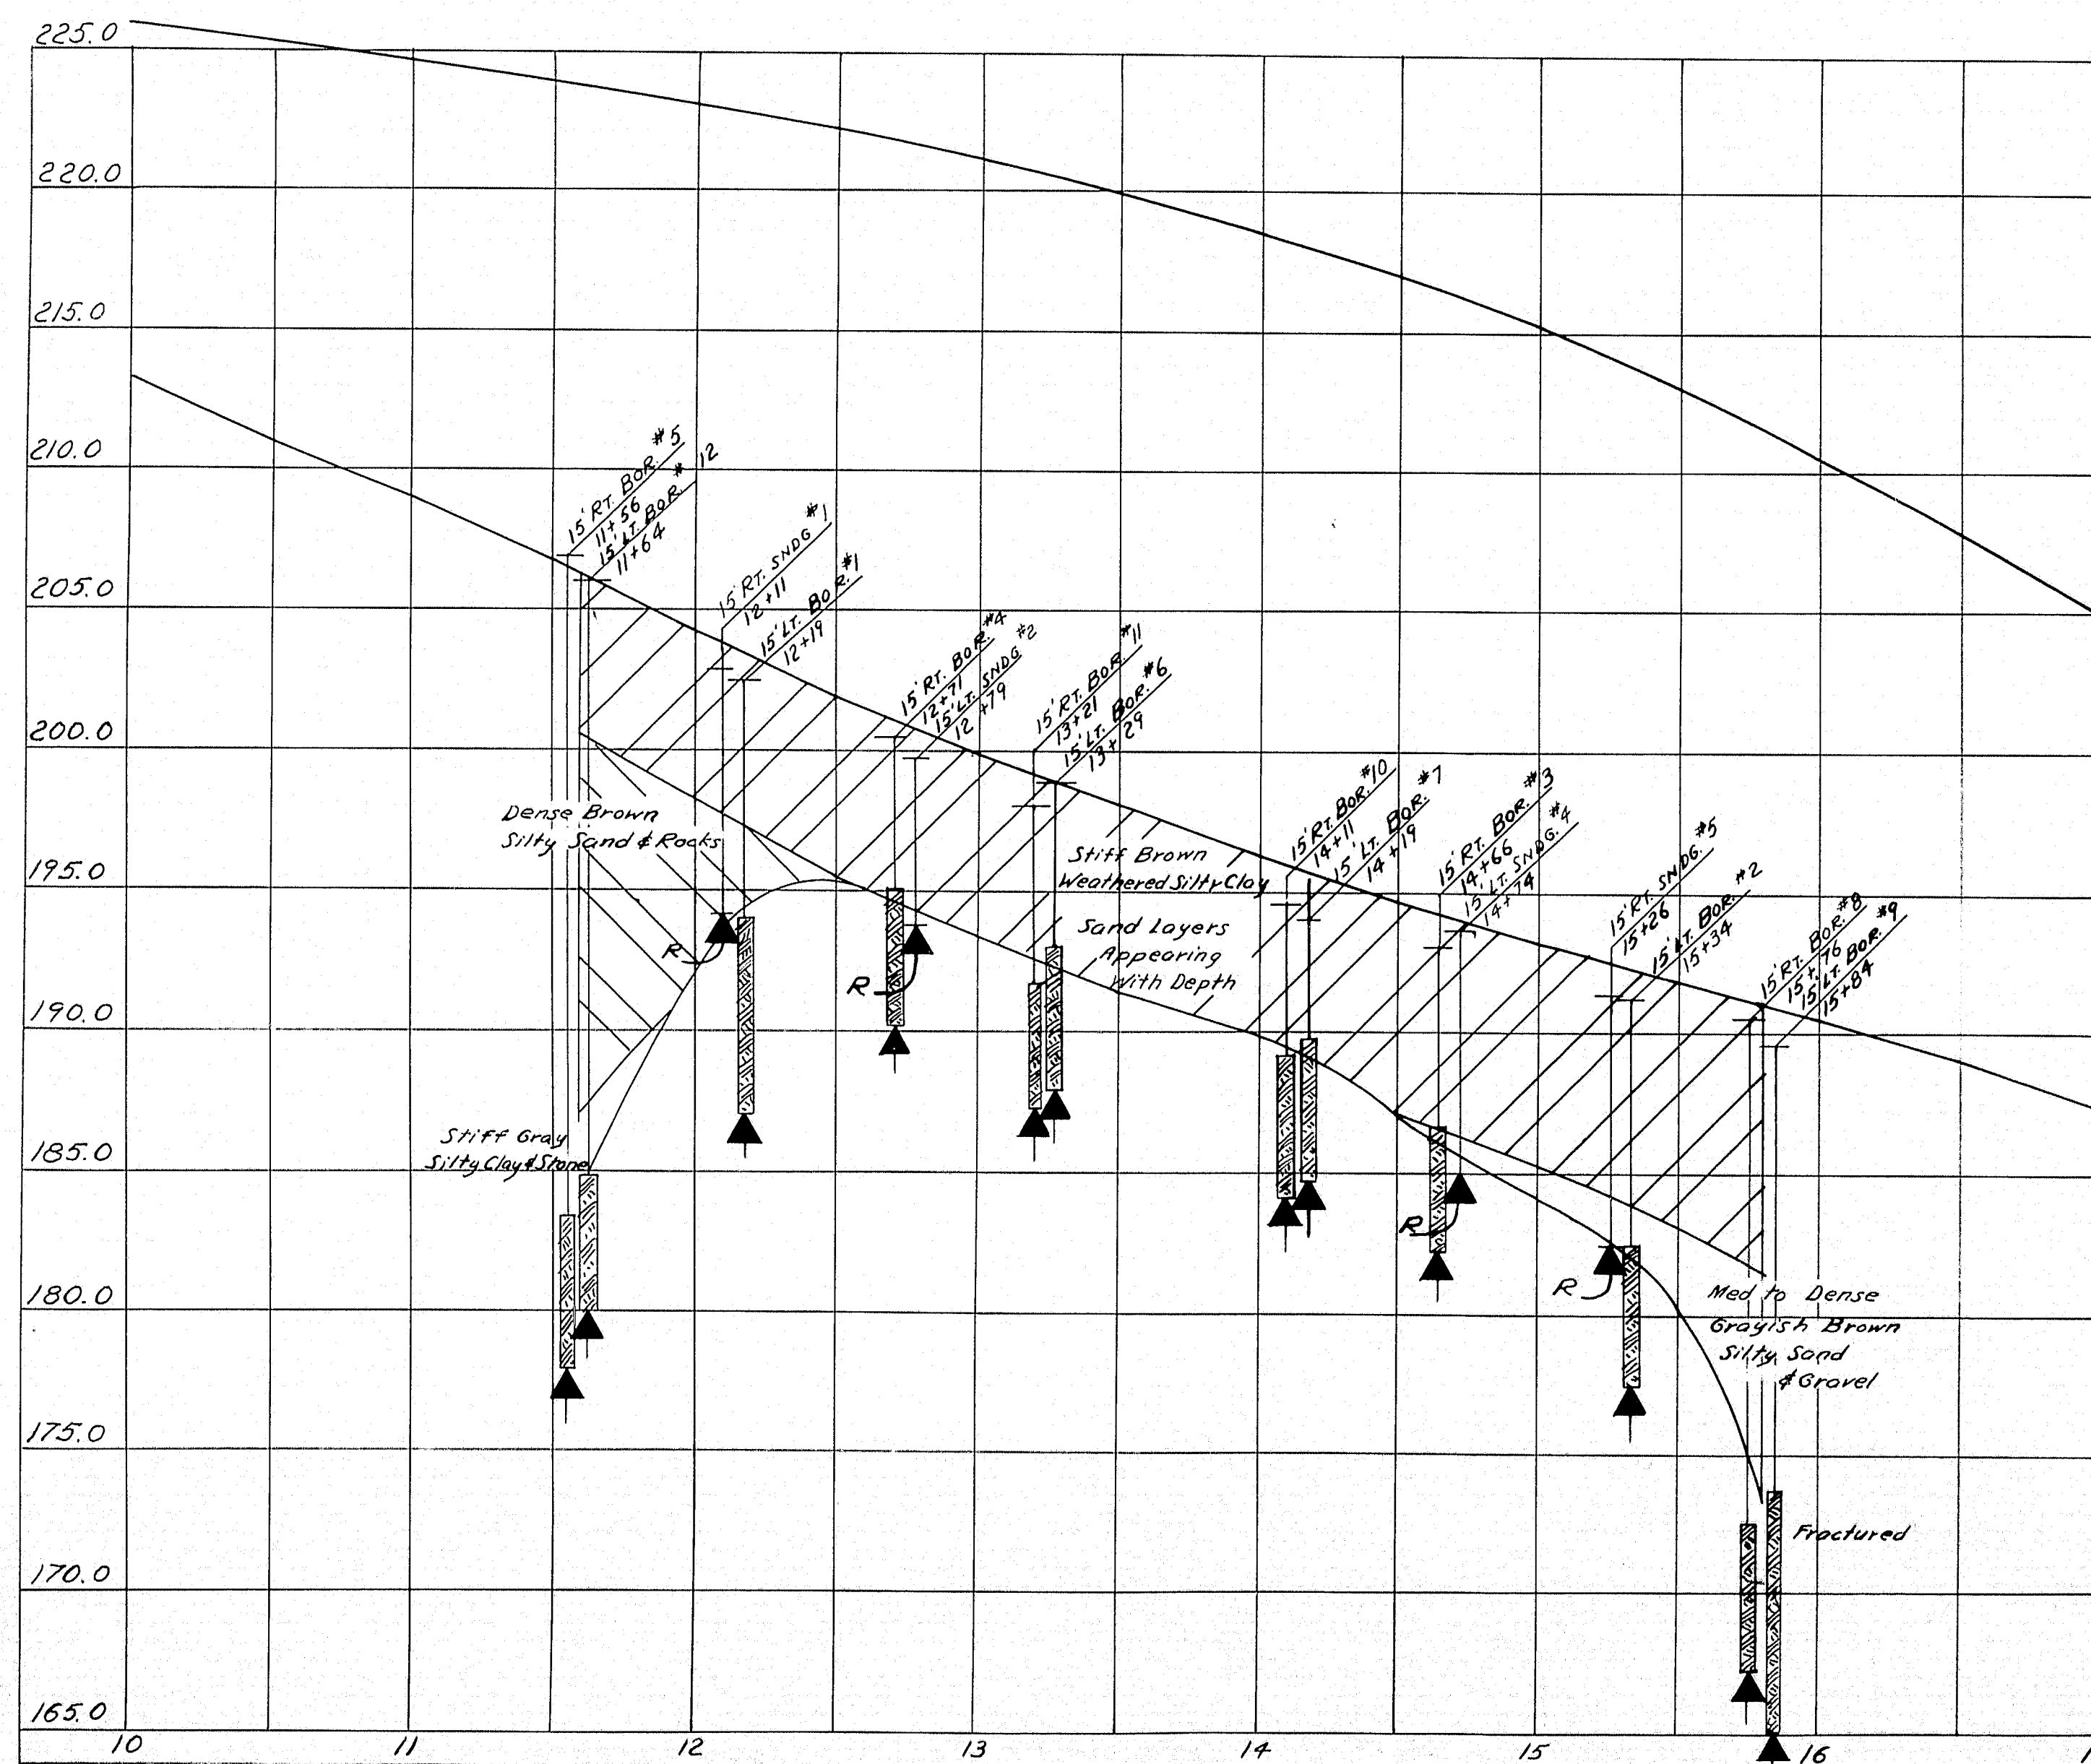 225.0
220.0
215.0
210.0
205.0
200.0
195.0
190.0
185.0
180.0
175.0
170.0
165.0
15' RT. BOR. #5
11+56
15' LT. BOR. # 12
11+64
15' RT. SNDG #1
12+11
15' LT. BO R. #1
12+19
15' RT. BOR. #4
12+71
15' LT. SNDG #2
12+79
15' RT. BOR. #11
13+21
15' LT. BOR. #6
13+29
15' RT. BOR. #10
14+11
15' LT. BOR. #7
14+19
15' RT. BOR. #3
14+66
15' LT. SNDG. #4
14+74
15' RT. SNDG. #5
15+26
15' LT. BOR. #2
15+34
15' RT. BOR. #8
15+76
15' LT. BOR. #9
15+84
Dense Brown
Silty Sand & Rocks
Stiff Brown
Weathered Silty Clay
Sand Layers
Appearing
With Depth
R
R
Stiff Gray
Silty Clay & Stone
R
R
Med to Dense
Grayish Brown
Silty Sand
& Gravel
Fractured
10 11 12 13 14 15 16